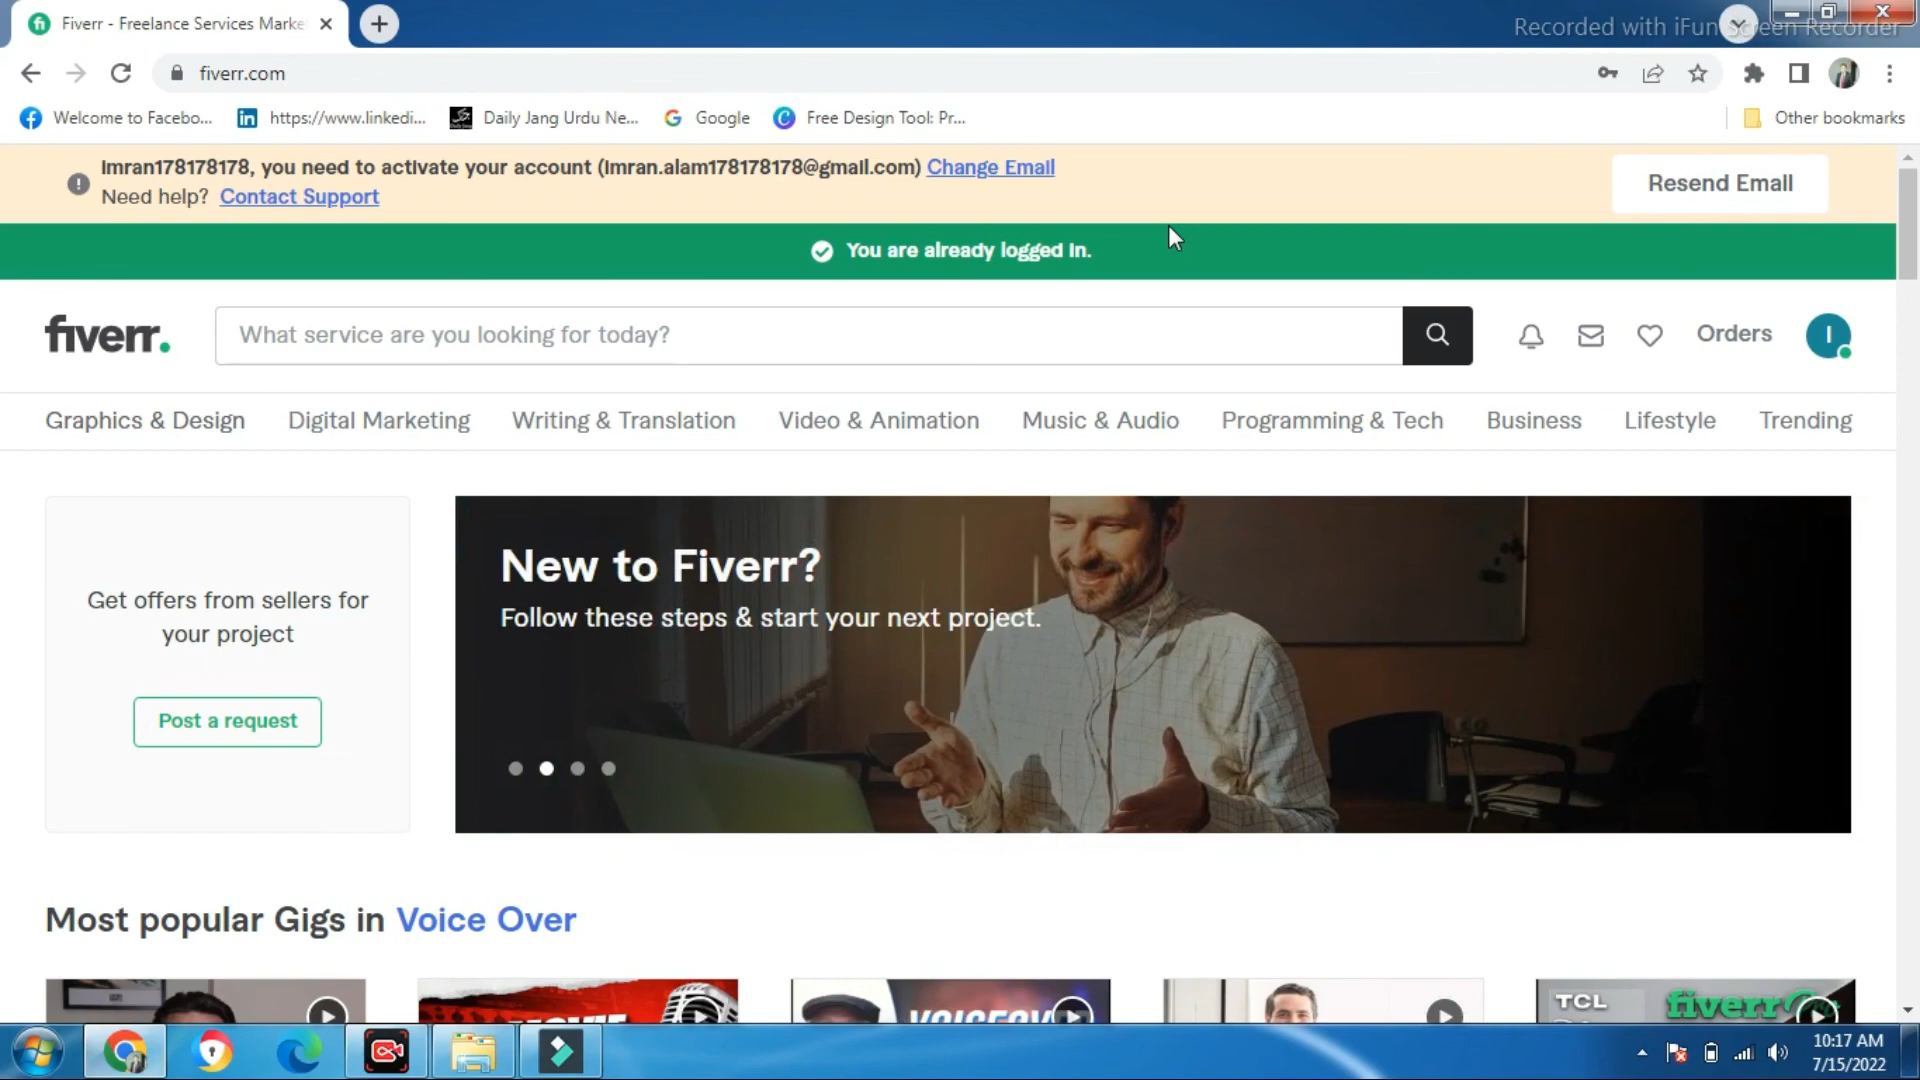 Fiverr - Freelance Services Marke
Recorded with iFun Screen Recorder
fiverr.com
Welcome to Facebo...
https://www.linkedi...
Daily Jang Urdu Ne...
Google
Free Design Tool: Pr...
Other bookmarks
Imran178178178, you need to activate your account (Imran.alam178178178@gmail.com) Change Email
Need help? Contact Support
Resend Email
You are already logged in.
fiverr.
What service are you looking for today?
Orders
I
Graphics & Design
Digital Marketing
Writing & Translation
Video & Animation
Music & Audio
Programming & Tech
Business
Lifestyle
Trending
Get offers from sellers for
your project
Post a request
New to Fiverr?
Follow these steps & start your next project.
Most popular Gigs in Voice Over
TCL
fiverr
10:17 AM
7/15/2022